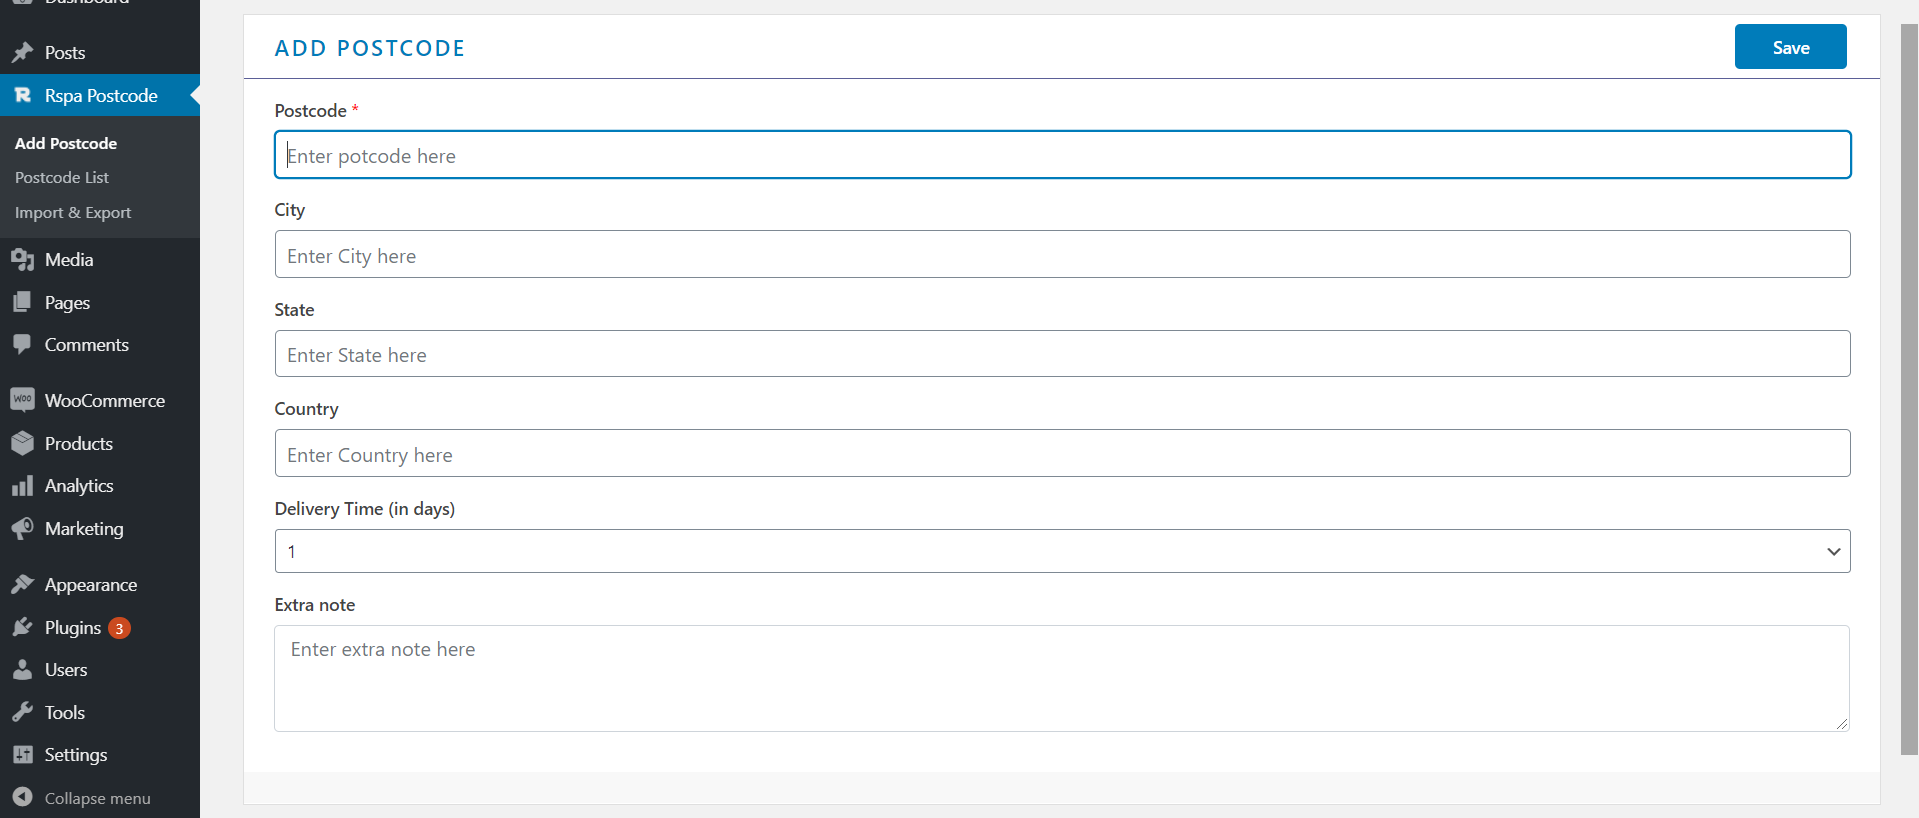 Dashboard
Posts
Rspa Postcode
Add Postcode
Postcode List
Import & Export
Media
Pages
Comments
WOO
WooCommerce
Products
Analytics
Marketing
Appearance
Plugins 3
Users
Tools
Settings
Collapse menu
ADD POSTCODE
Save
Postcode *
Enter potcode here
City
Enter City here
State
Enter State here
Country
Enter Country here
Delivery Time (in days)
1
Extra note
Enter extra note here